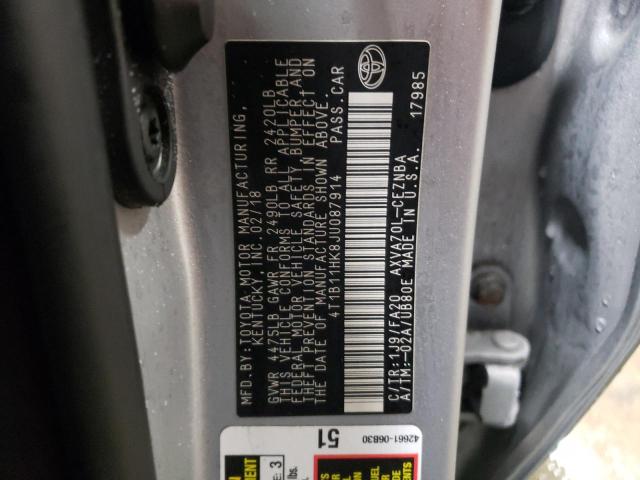 MFD.BY-TOYOTA MOTOR MANUFACTURING,
KENTUCKY, INC. 02/18
GVWR 4475LB GAWR FR 2490LB RR 2420LB
THIS VEHICLE CONFORMS TO ALL APPLICABLE
FEDERAL MOTOR VEHICLE SAFETY, BUMPER, AND
THEFT PREVENTION STANDARDS IN EFFECT ON
THE DATE OF MANUFACTURE SHOWN ABOVE.
4T1B11HK8JU087914 PASS.CAR
C/TR:1J9/FA20 AXVA70L-CEZNBA
A/TM:-02A/UB80E MADE IN U.S.A.
17985
51
42661-06B30
3
lbs.